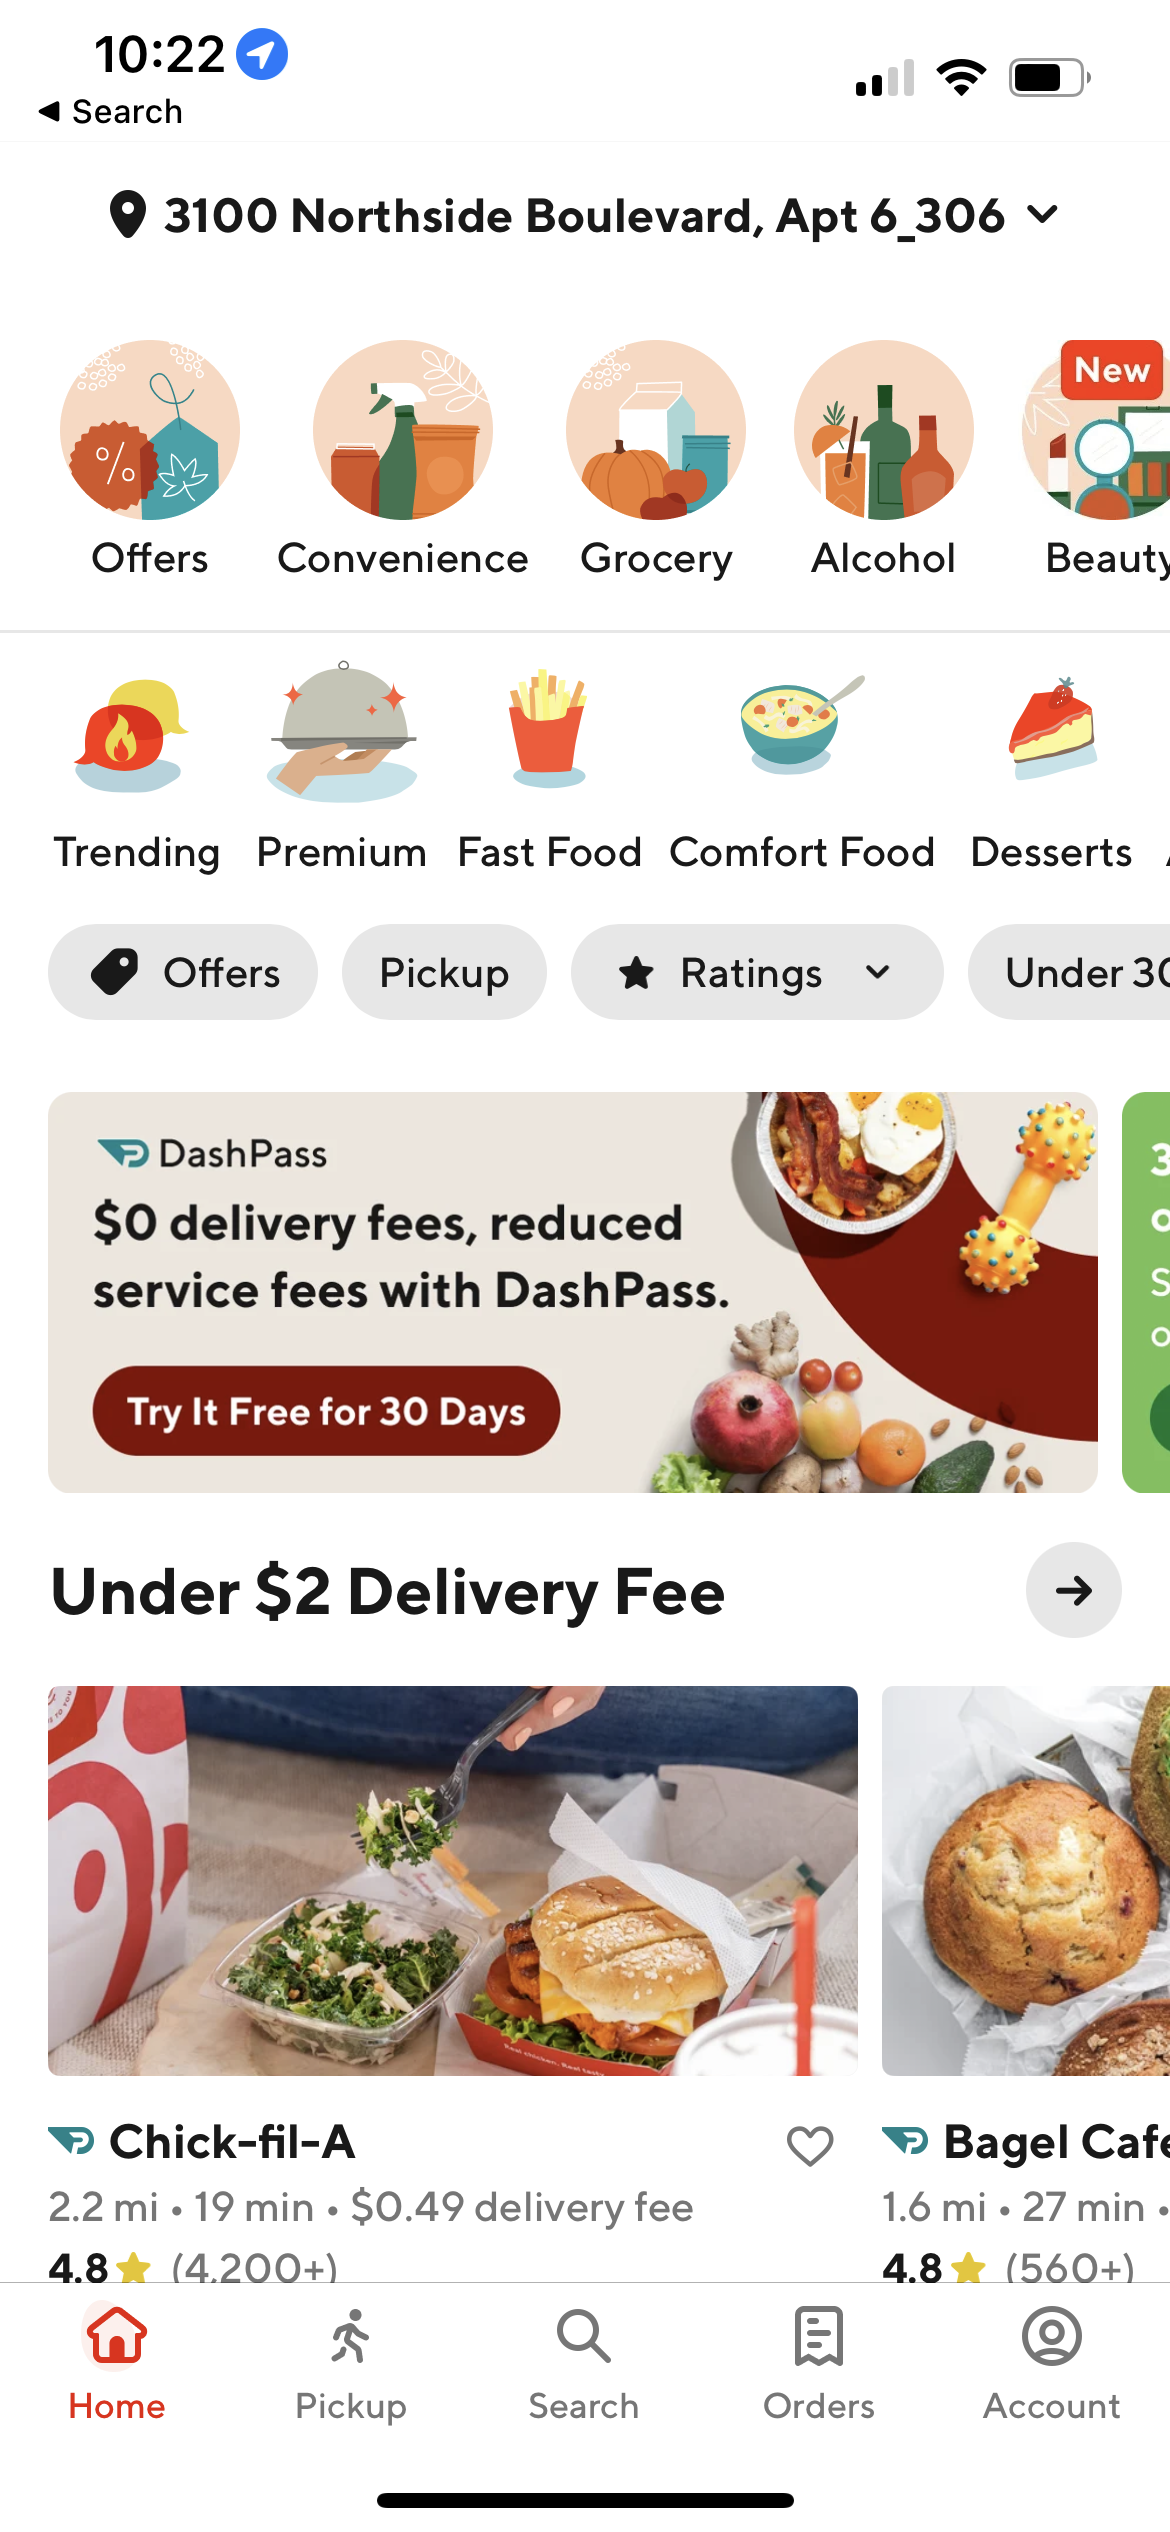 10:22
◀ Search
3100 Northside Boulevard, Apt 6_306
New
Offers
Convenience
Grocery
Alcohol
Beauty
Trending
Premium
Fast Food
Comfort Food
Desserts
Offers
Pickup
Ratings
Under 30
DashPass
$0 delivery fees, reduced
service fees with DashPass.
Try It Free for 30 Days
Under $2 Delivery Fee
Chick-fil-A
2.2 mi • 19 min • $0.49 delivery fee
4.8 ★ (4,200+)
Bagel Cafe
1.6 mi • 27 min •
4.8 ★ (560+)
Home
Pickup
Search
Orders
Account